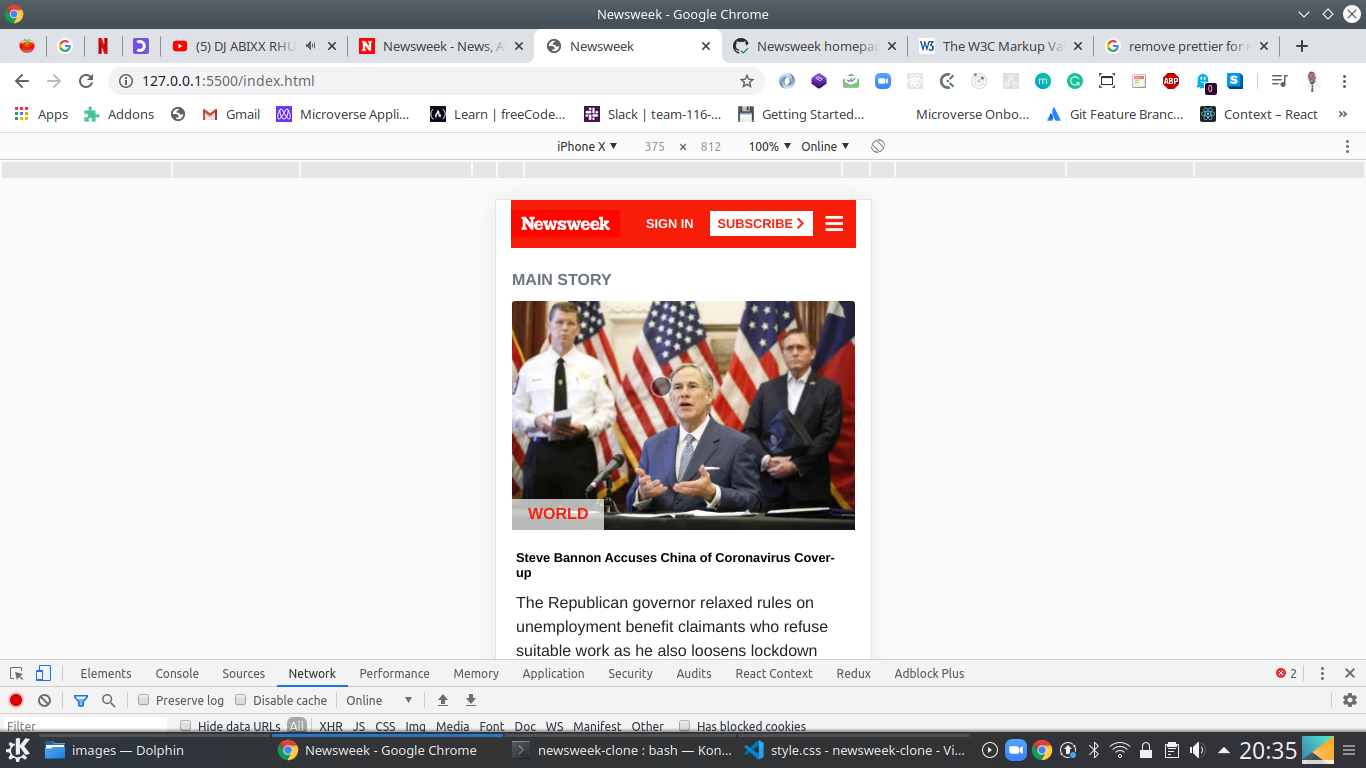 Newsweek - Google Chrome
(5) DJ ABIXX RHU
Newsweek - News, A
Newsweek
Newsweek homepag
The W3C Markup Val
remove prettier for
127.0.0.1:5500/index.html
ABP
0
Apps
Addons
Gmail
Microverse Appli...
Learn | freeCode...
Slack | team-116-...
Getting Started...
Microverse Onbo...
Git Feature Branc...
Context – React
»
iPhone X ▼ 375 × 812 100% ▼ Online ▼
Newsweek SIGN IN SUBSCRIBE
MAIN STORY
WORLD
Steve Bannon Accuses China of Coronavirus Cover-
up
The Republican governor relaxed rules on
unemployment benefit claimants who refuse
suitable work as he also loosens lockdown
Elements Console Sources Network Performance Memory Application Security Audits React Context Redux Adblock Plus 2
Preserve log Disable cache Online ▼
Filter Hide data URLs All XHR JS CSS Img Media Font Doc WS Manifest Other Has blocked cookies
images — Dolphin
Newsweek - Google Chrome
newsweek-clone : bash — Kon...
style.css - newsweek-clone - Vi...
20:35